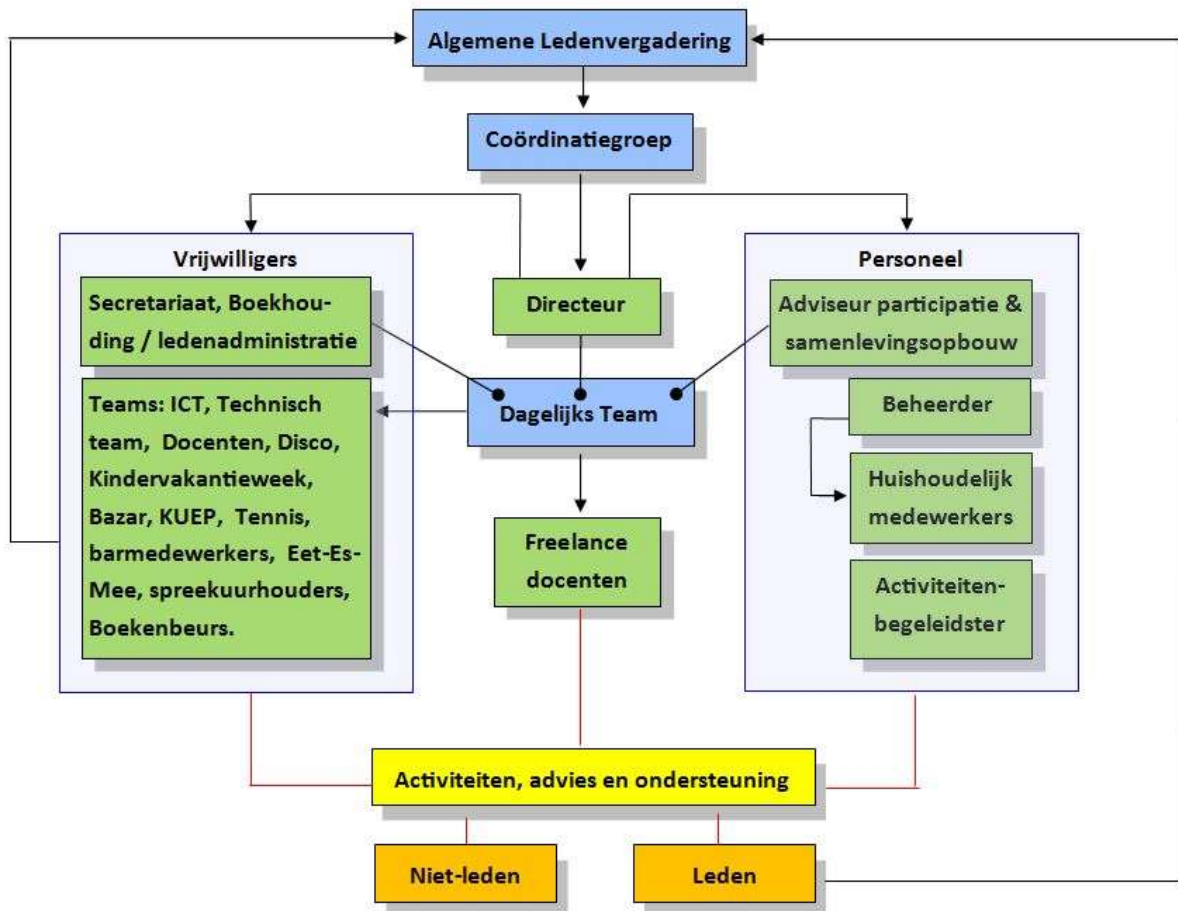 Algemene Ledenvergadering
Coördinatiegroep
Vrijwilligers
Secretariaat, Boekhou-
ding / ledenadministratie
Teams: ICT, Technisch
team, Docenten, Disco,
Kindervakantieweek,
Bazar, KUEP, Tennis,
barmedewerkers, Eet-Es-
Mee, spreekuurhouders,
Boekenbeurs.
Directeur
Dagelijks Team
Freelance
docenten
Personeel
Adviseur participatie &
samenlevingsopbouw
Beheerder
Huishoudelijk
medewerkers
Activiteiten-
begeleidster
Activiteiten, advies en ondersteuning
Niet-leden
Leden